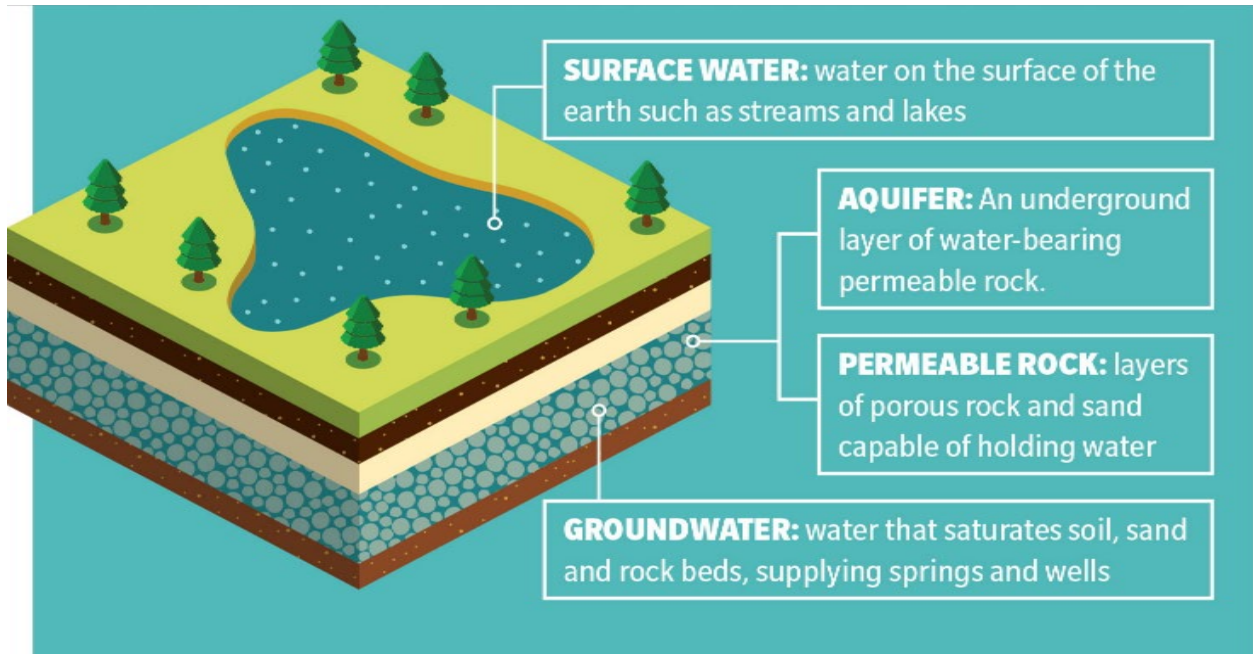 SURFACE WATER: water on the surface of the
earth such as streams and lakes
AQUIFER: An underground
layer of water-bearing
permeable rock.
PERMEABLE ROCK: layers
of porous rock and sand
capable of holding water
GROUNDWATER: water that saturates soil, sand
and rock beds, supplying springs and wells